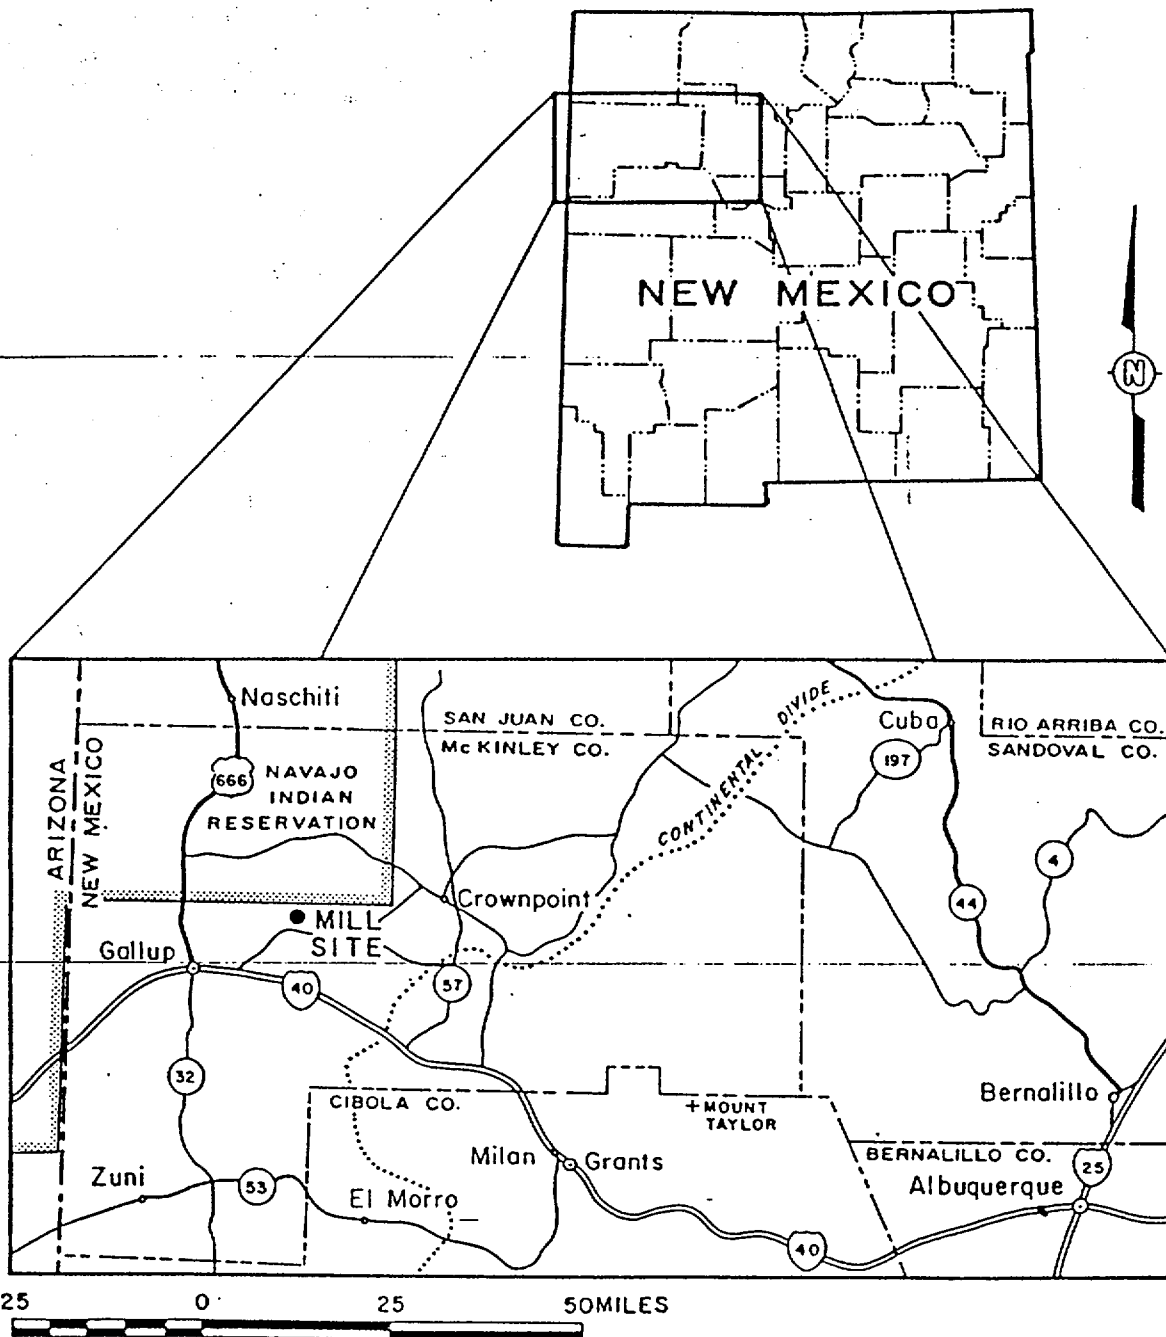 NEW MEXICO
N
Naschiti
SAN JUAN CO.
McKINLEY CO.
CONTINENTAL DIVIDE
Cuba
RIO ARRIBA CO.
SANDOVAL CO.
197
666
NAVAJO
INDIAN
RESERVATION
ARIZONA
NEW MEXICO
4
44
Crownpoint
MILL
SITE
Gallup
40
57
32
CIBOLA CO.
+MOUNT
TAYLOR
Bernalillo
BERNALILLO CO.
25
Milan
Grants
Albuquerque
Zuni
53
El Morro
40
25 0 25 50MILES